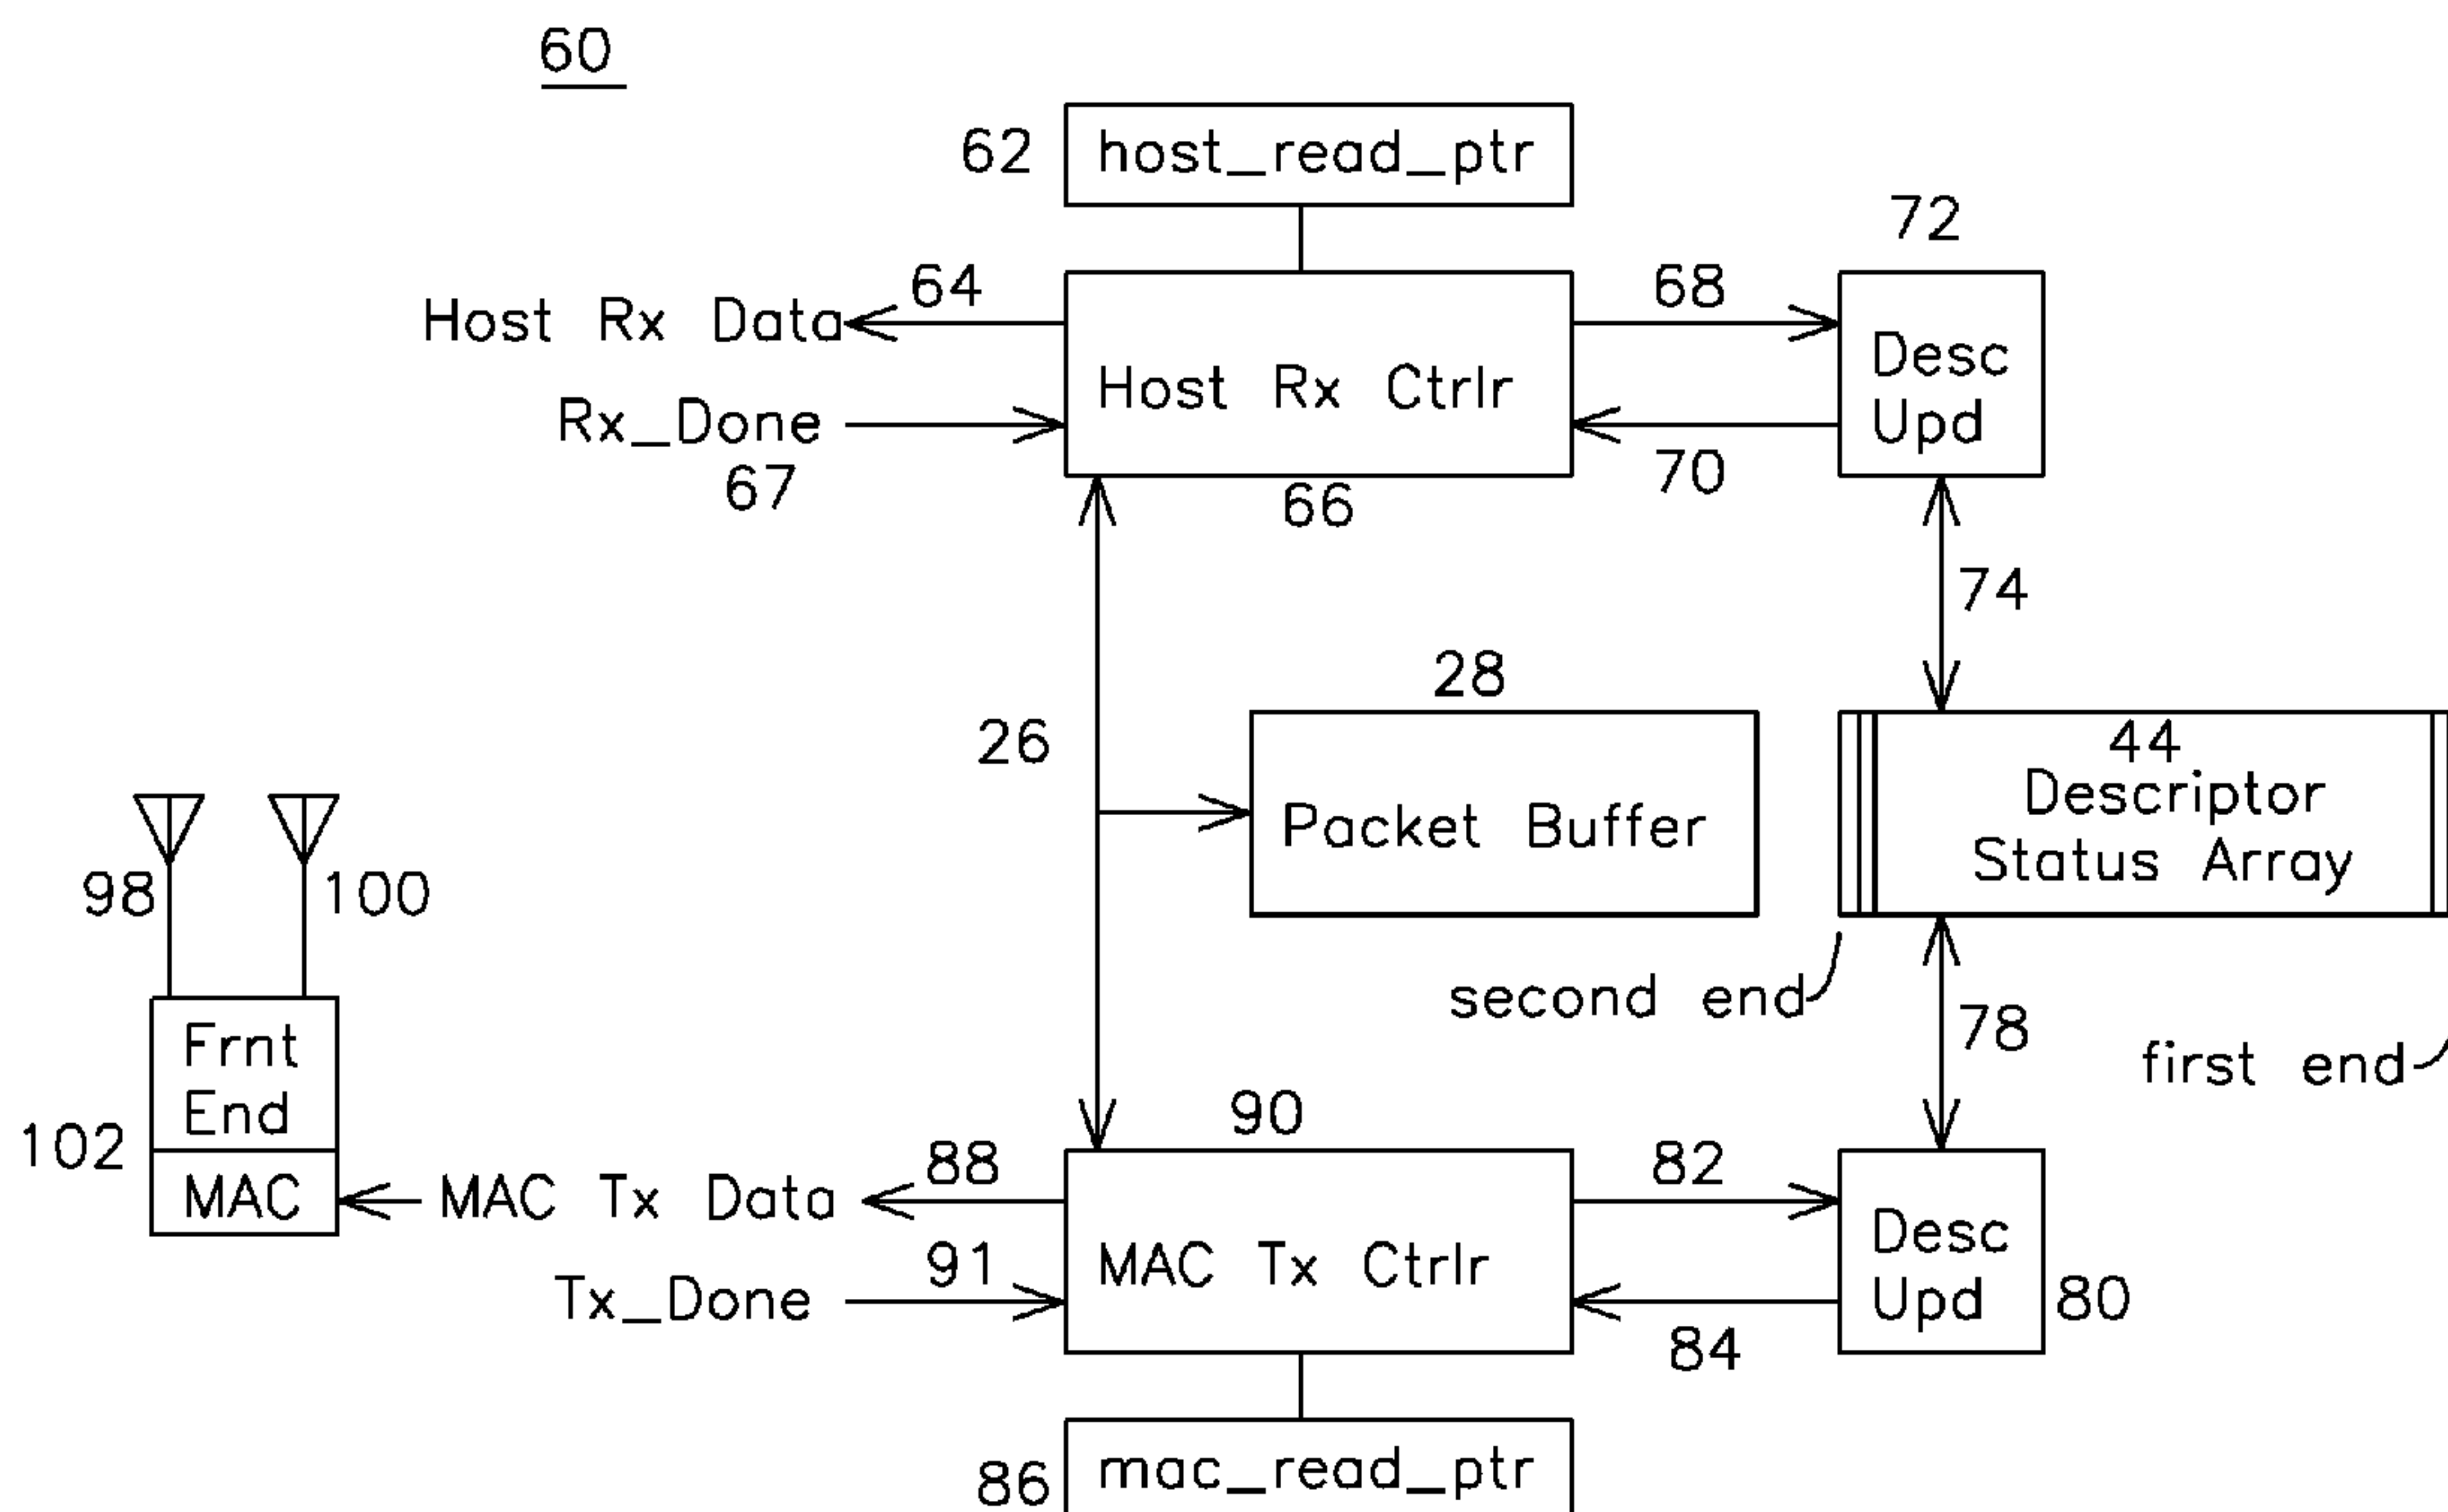 60
62 host_read_ptr
72
64
68
Host Rx Data
Desc
Upd
Host Rx Ctrlr
Rx_Done
67
66
70
74
28
26
44
Descriptor
Status Array
Packet Buffer
98
100
second end
78
first end
Frnt
End
102
90
88
82
MAC
MAC Tx Data
Desc
Upd
91
MAC Tx Ctrlr
Tx_Done
80
84
86 mac_read_ptr